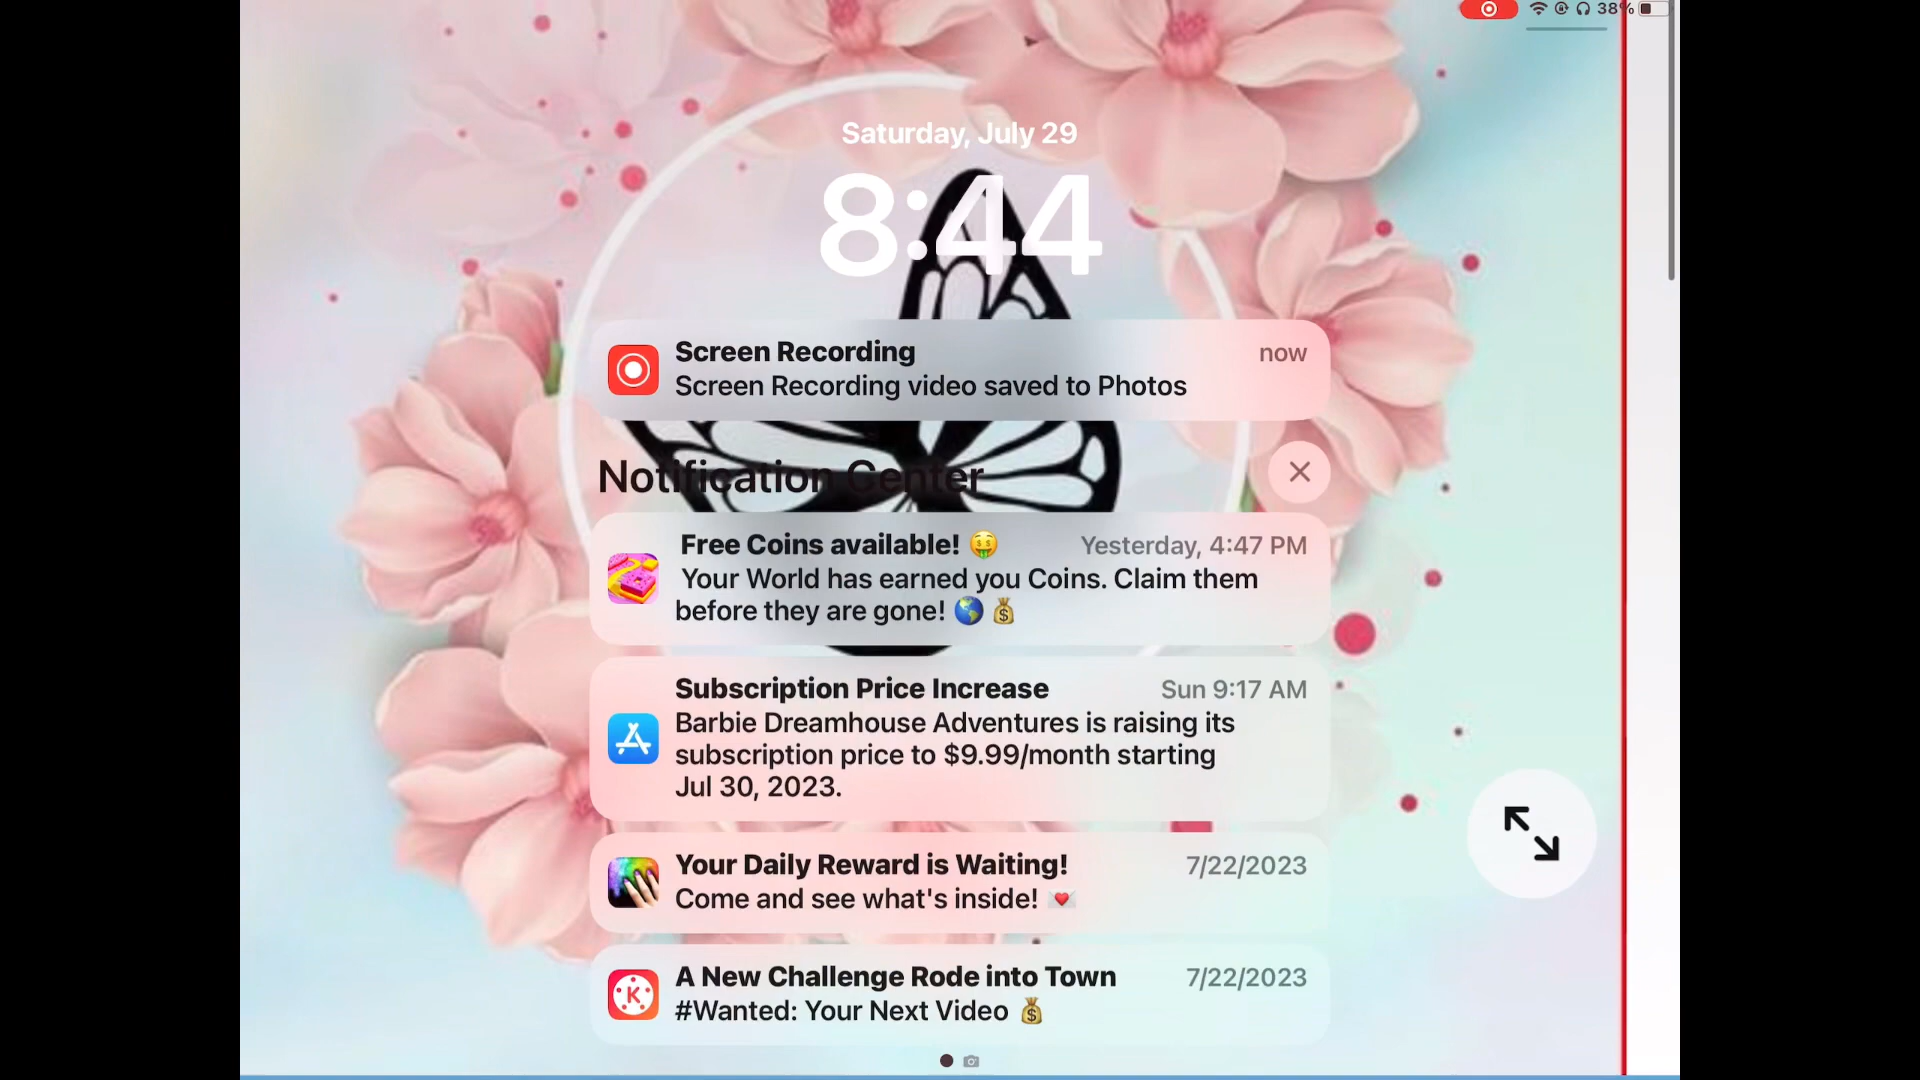 38%
Saturday, July 29
8:44
Screen Recording now
Screen Recording video saved to Photos
Notification Center
Free Coins available! 🤑 Yesterday, 4:47 PM
Your World has earned you Coins. Claim them
before they are gone! 🌎 💰
Subscription Price Increase Sun 9:17 AM
Barbie Dreamhouse Adventures is raising its
subscription price to $9.99/month starting
Jul 30, 2023.
Your Daily Reward is Waiting! 7/22/2023
Come and see what's inside! 💌
A New Challenge Rode into Town 7/22/2023
K
#Wanted: Your Next Video 💰